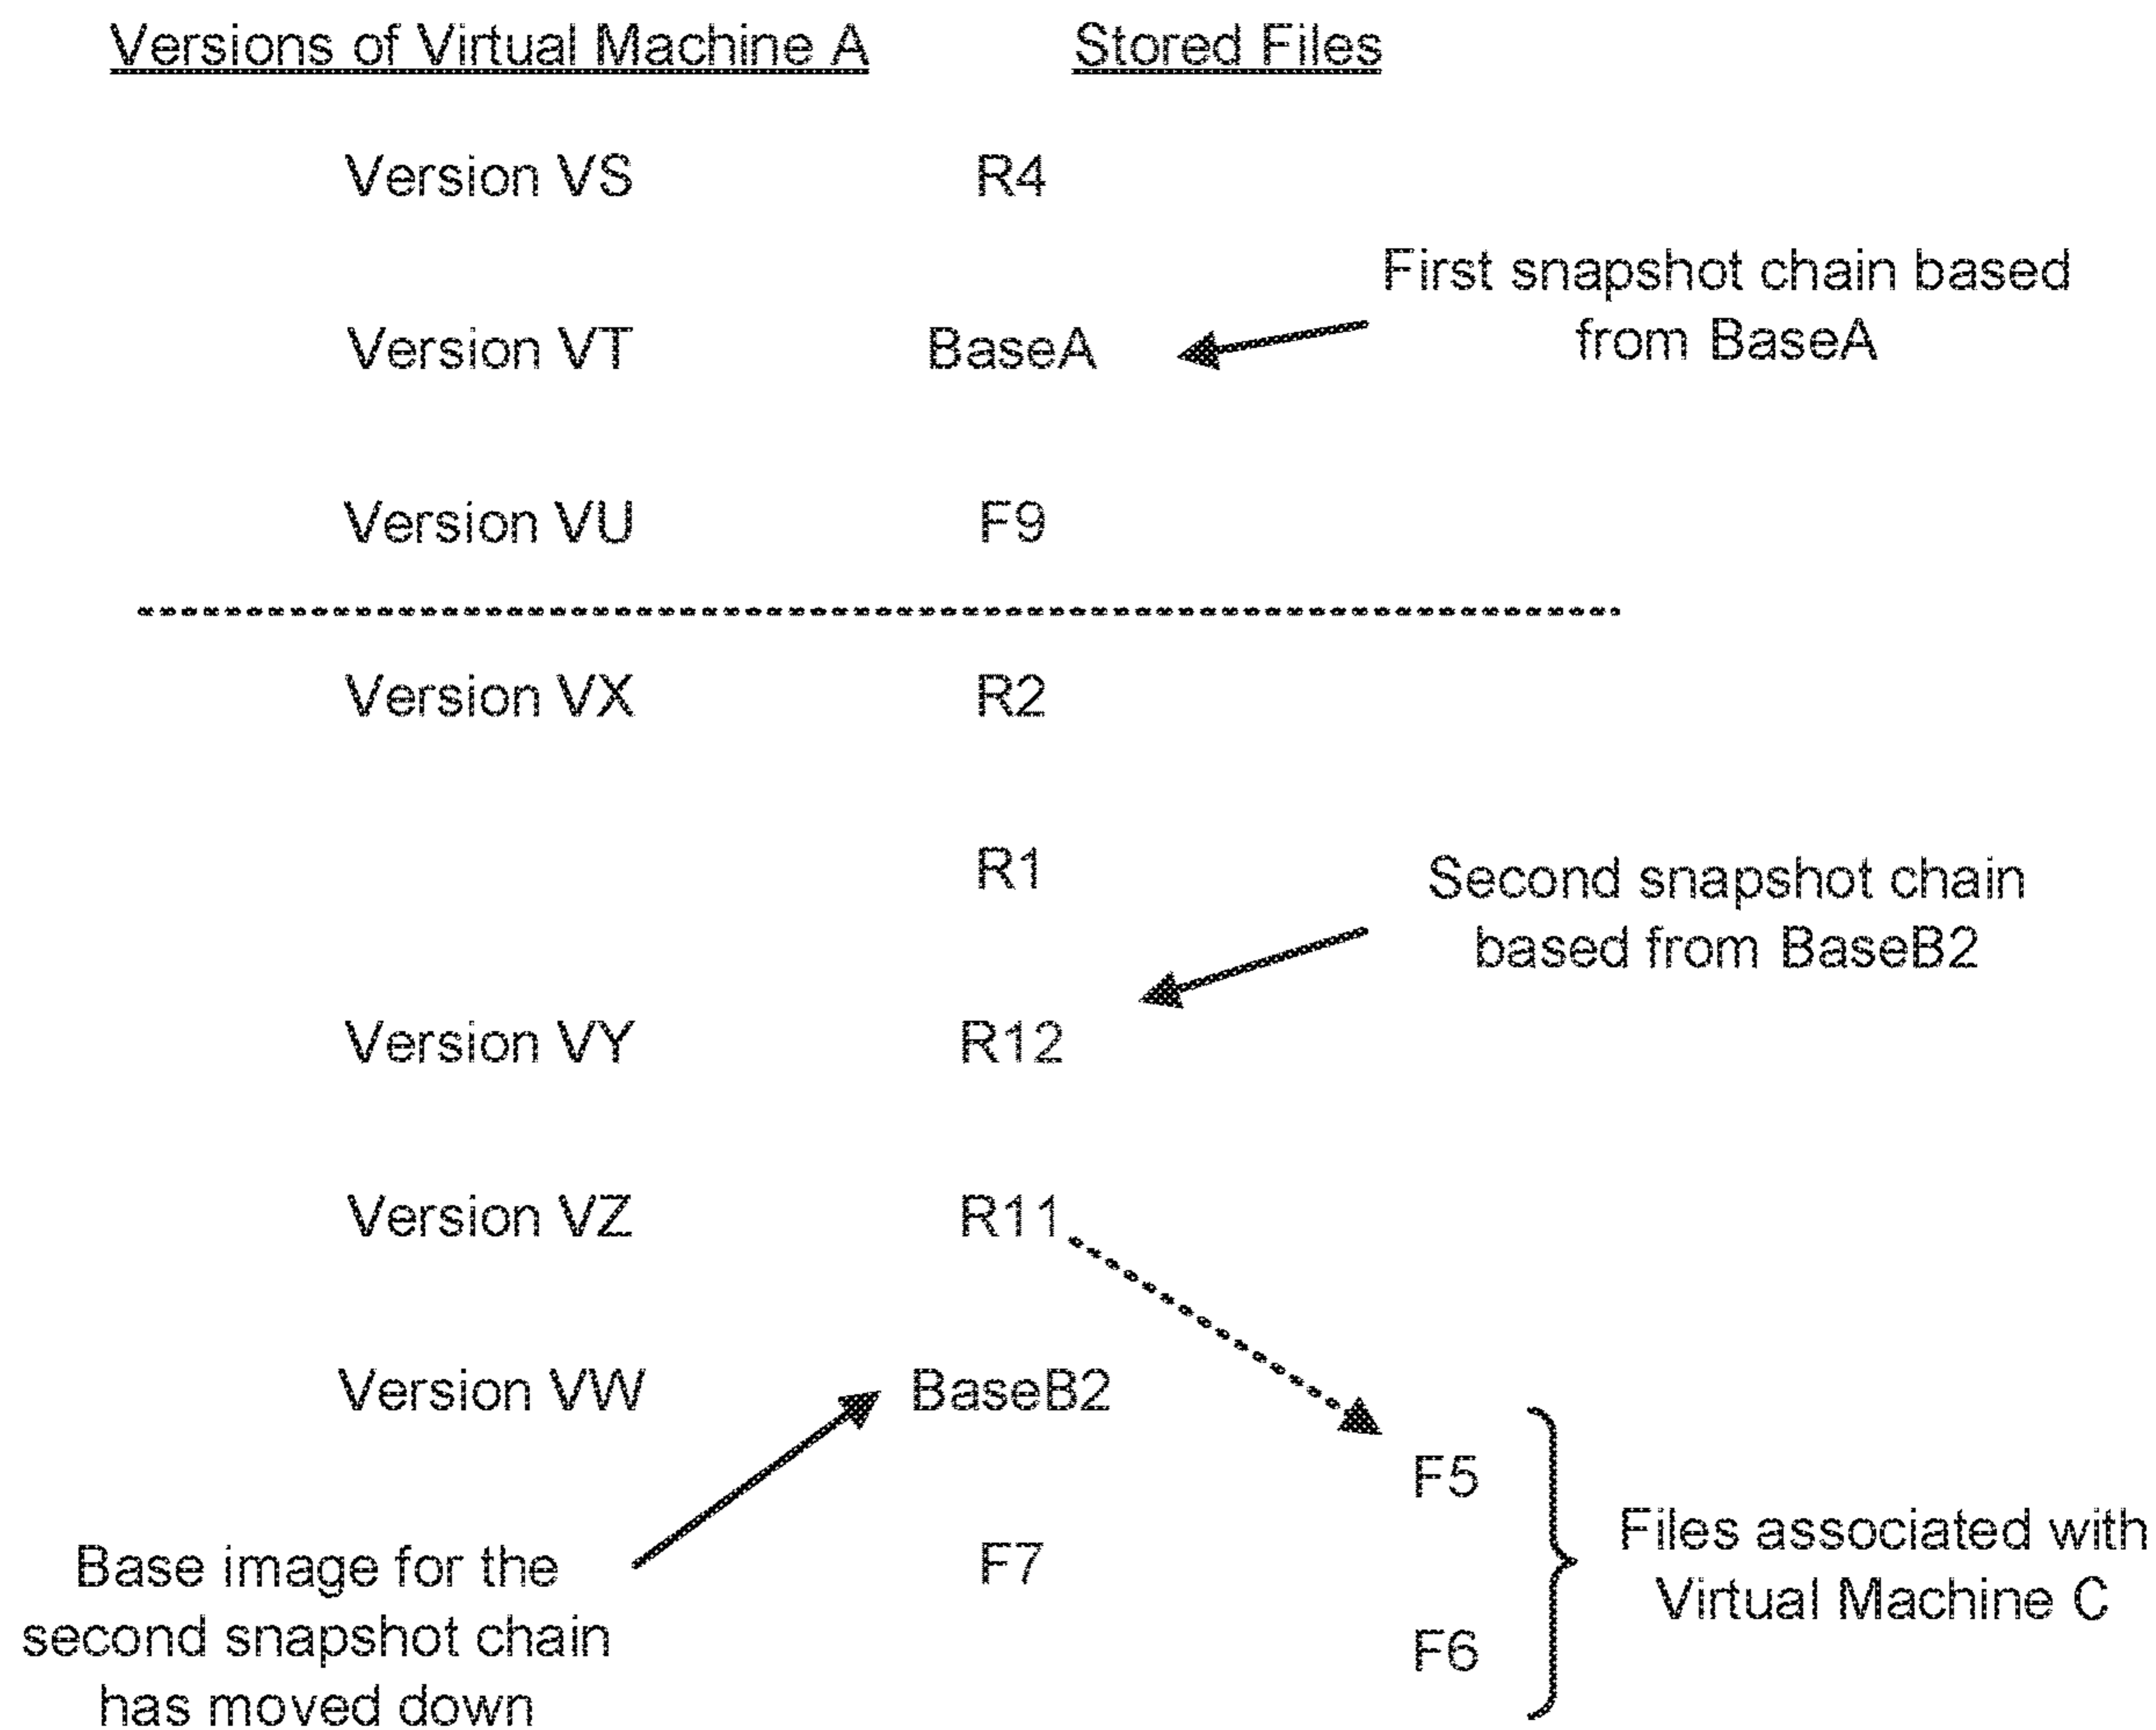 Versions of Virtual Machine A
Stored Files
Version VS
R4
First snapshot chain based
from BaseA
Version VT
BaseA
Version VU
F9
Version VX
R2
R1
Second snapshot chain
based from BaseB2
Version VY
R12
Version VZ
R11
Version VW
BaseB2
F5
F7
Files associated with
Virtual Machine C
Base image for the
second snapshot chain
has moved down
F6